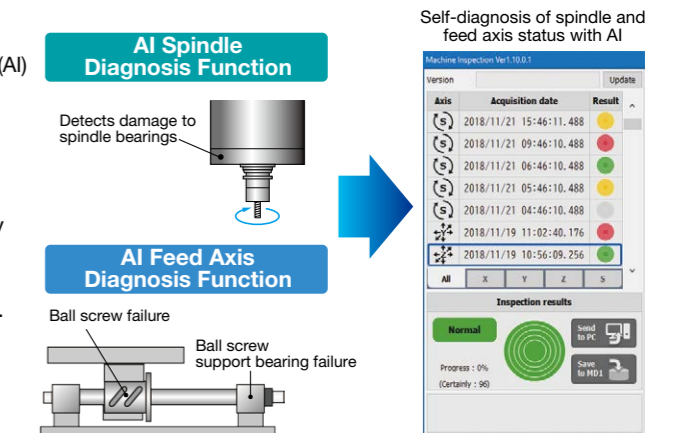 (AI)
y
.
AI Spindle
Diagnosis Function
Detects damage to
spindle bearings
AI Feed Axis
Diagnosis Function
Ball screw failure
Ball screw
support bearing failure
Self-diagnosis of spindle and
feed axis status with AI
Machine Inspection Ver1.10.0.1
Version Update
Axis Acquisition date Result
S 2018/11/21 15:46:11.488
S 2018/11/21 09:46:10.488
S 2018/11/21 06:46:10.488
S 2018/11/21 05:46:10.488
S 2018/11/21 04:46:10.488
Y 2018/11/19 11:02:40.176
Z 2018/11/19 10:56:09.256
All X Y Z S
Inspection results
Normal
Send
to PC
Progress : 0%
(Certainly : 96)
Save
to MD1